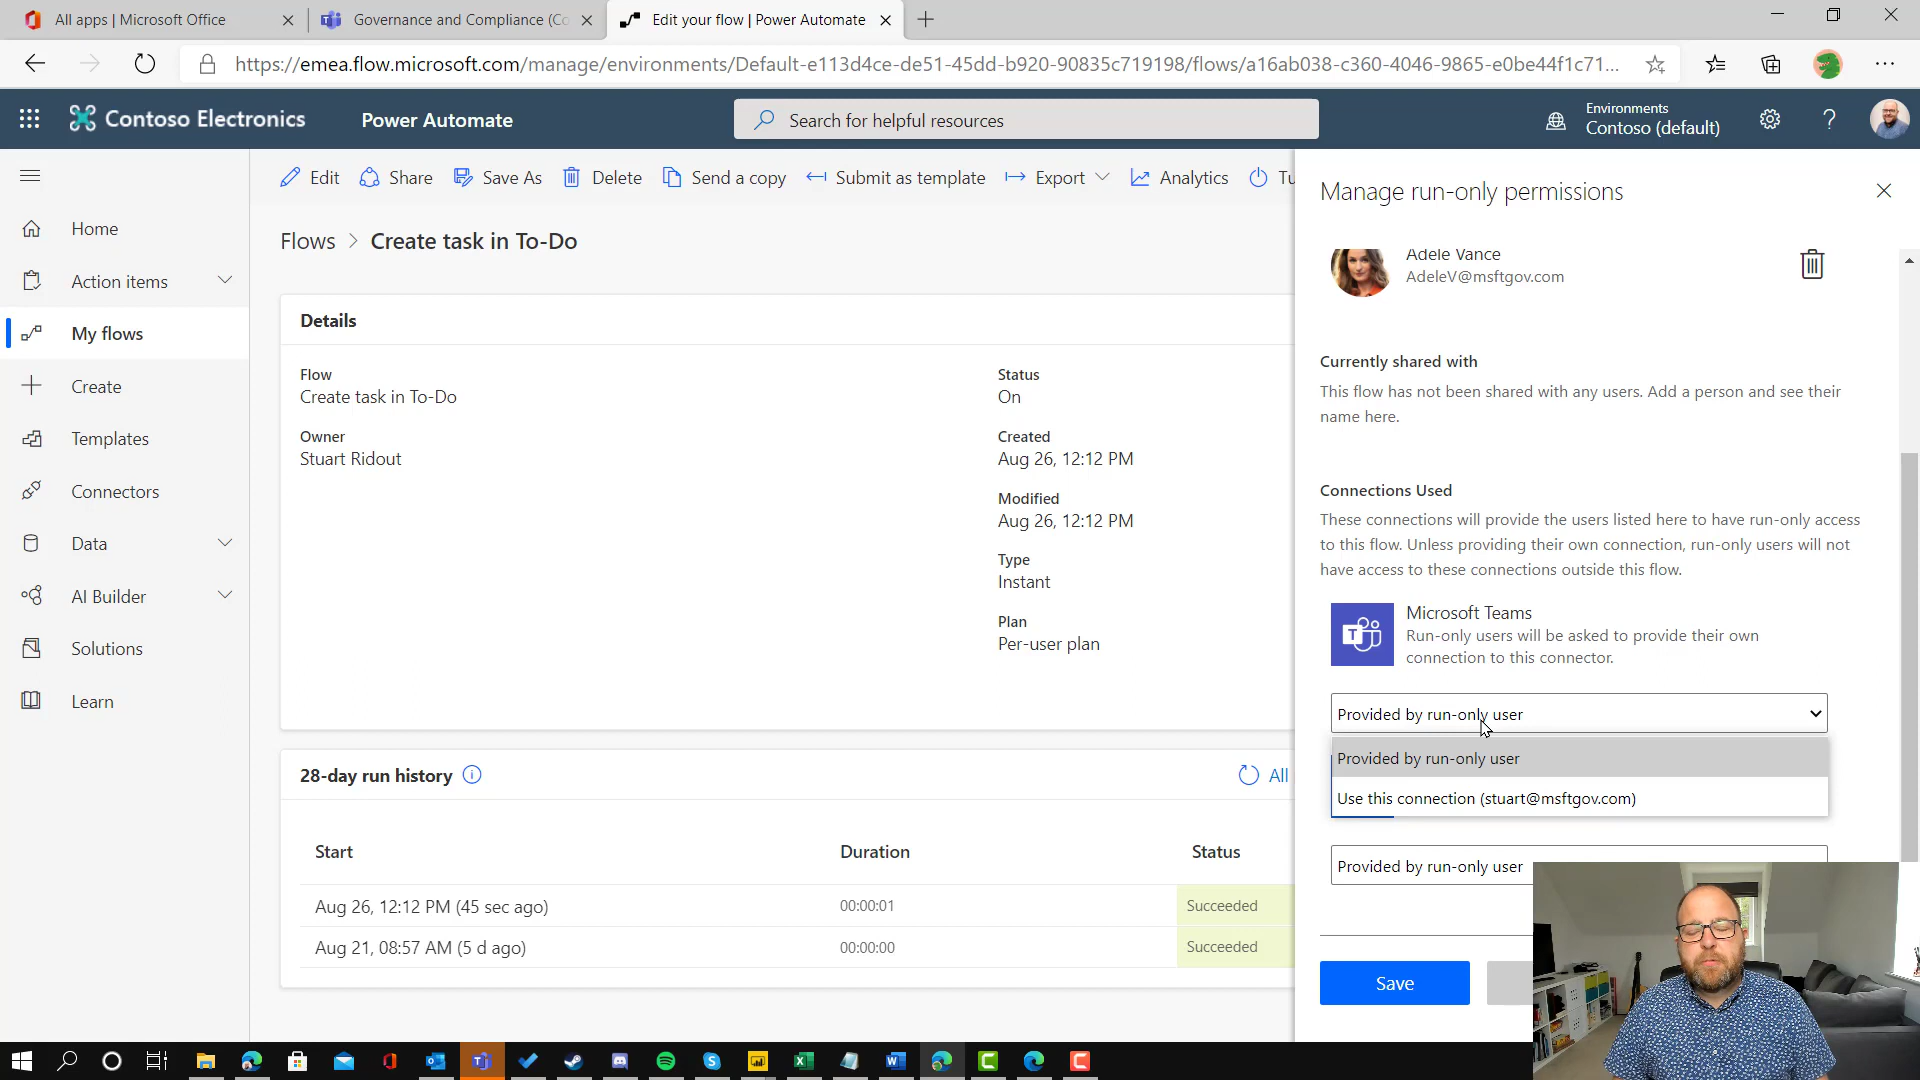 All apps | Microsoft Office
Governance and Compliance (Co
Edit your flow | Power Automate
https://emea.flow.microsoft.com/manage/environments/Default-e113d4ce-de51-45dd-b920-90835c719198/flows/a16ab038-c360-4046-9865-e0be44f1c71...
Contoso Electronics
Power Automate
Search for helpful resources
Environments
Contoso (default)
Edit
Share
Save As
Delete
Send a copy
Submit as template
Export
Analytics
Tu
Home
Action items
My flows
Create
Templates
Connectors
Data
AI Builder
Solutions
Learn
Flows > Create task in To-Do
Details
Flow
Create task in To-Do
Owner
Stuart Ridout
Status
On
Created
Aug 26, 12:12 PM
Modified
Aug 26, 12:12 PM
Type
Instant
Plan
Per-user plan
28-day run history
All
Start Duration Status
Aug 26, 12:12 PM (45 sec ago) 00:00:01 Succeeded
Aug 21, 08:57 AM (5 d ago) 00:00:00 Succeeded
Manage run-only permissions
Adele Vance
AdeleV@msftgov.com
Currently shared with
This flow has not been shared with any users. Add a person and see their
name here.
Connections Used
These connections will provide the users listed here to have run-only access
to this flow. Unless providing their own connection, run-only users will not
have access to these connections outside this flow.
Microsoft Teams
Run-only users will be asked to provide their own
connection to this connector.
Provided by run-only user
Provided by run-only user
Use this connection (stuart@msftgov.com)
Provided by run-only user
Save